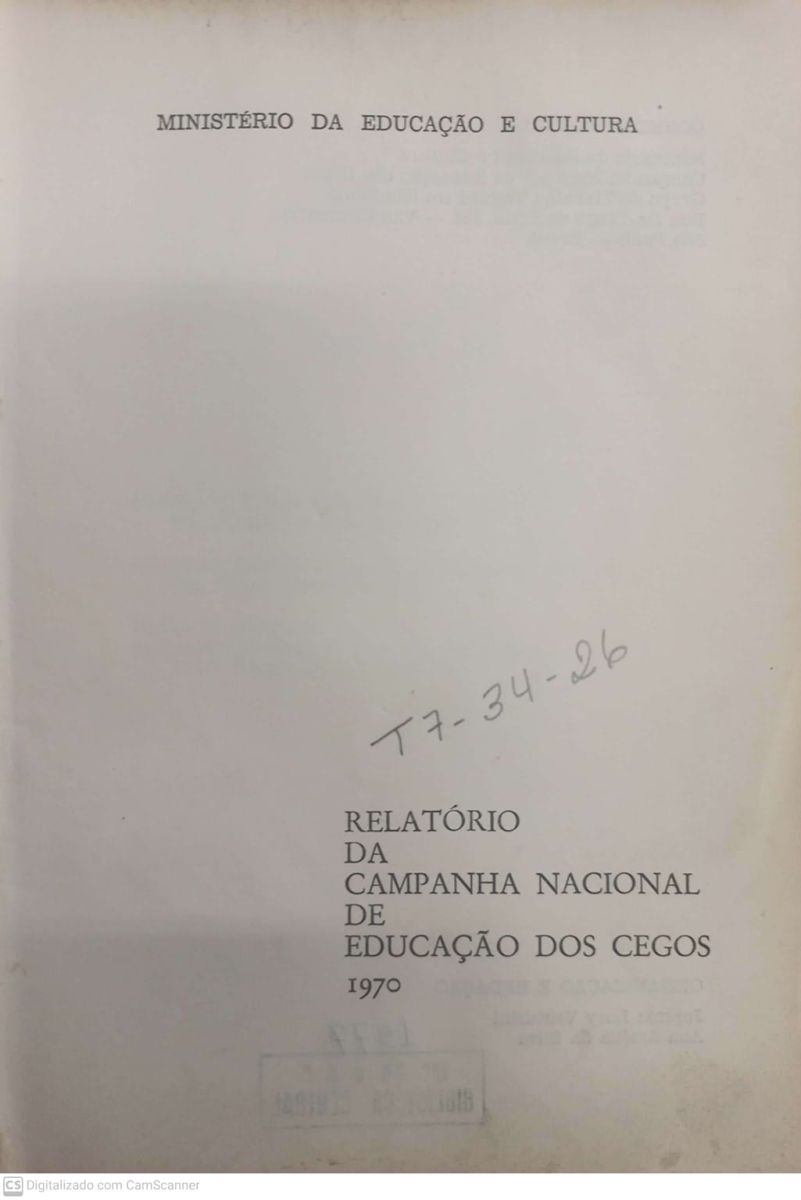 MINISTÉRIO DA EDUCAÇÃO E CULTURA
T7-34-26
RELATÓRIO
DA
CAMPANHA NACIONAL
DE
EDUCAÇÃO DOS CEGOS
1970
CS Digitalizado com CamScanner